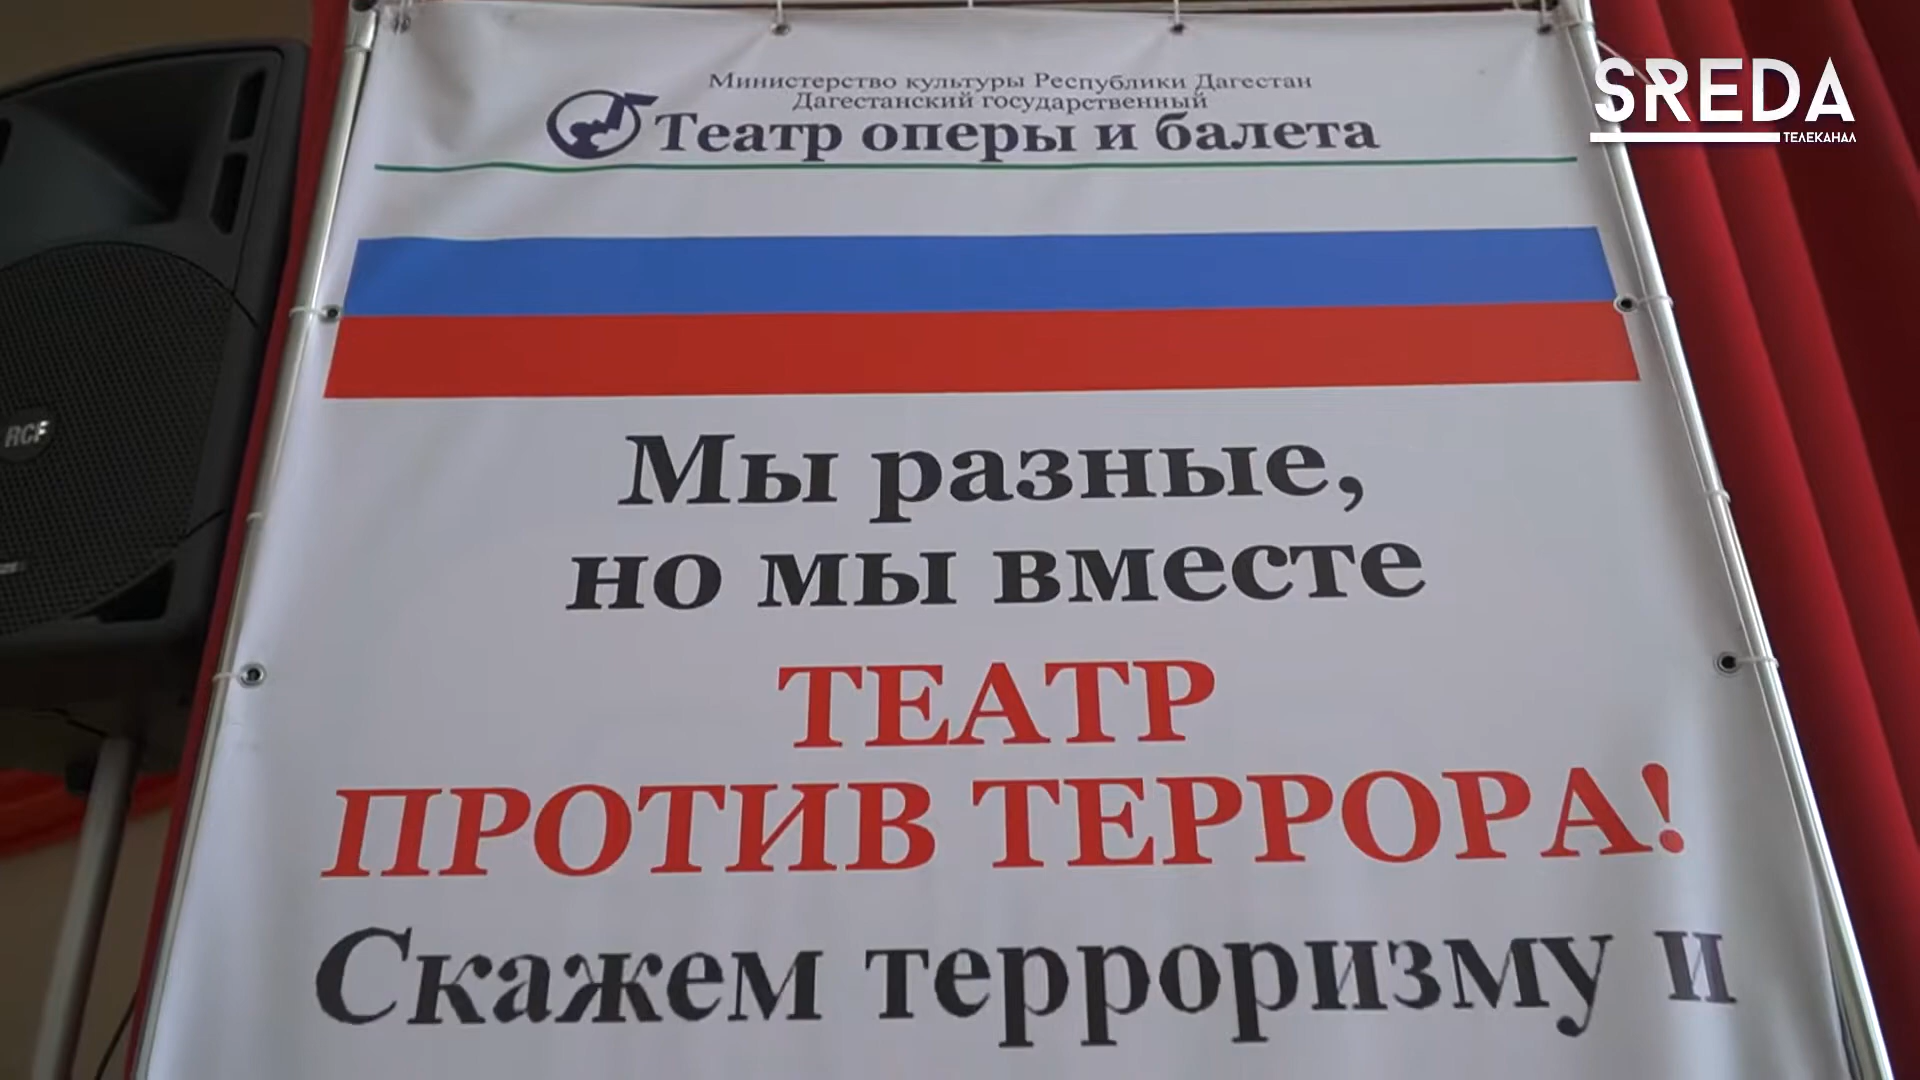 SREDA
ТЕЛЕКАНАЛ
Министерство культуры Республики Дагестан
Дагестанский государственный
Театр оперы и балета
RCF
Мы разные,
но мы вместе
ТЕАТР
ПРОТИВ ТЕРРОРА!
Скажем терроризму и